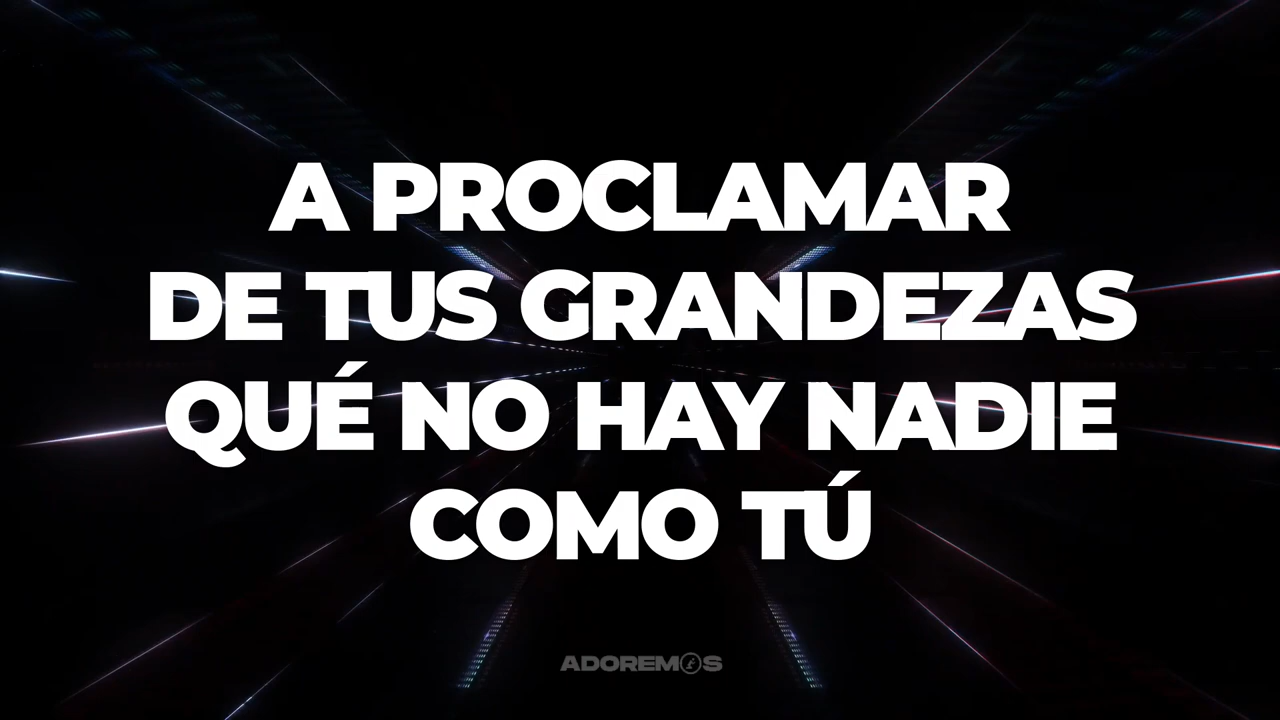 A PROCLAMAR
DE TUS GRANDEZAS
QUÉ NO HAY NADIE
COMO TÚ
ADOREMOS